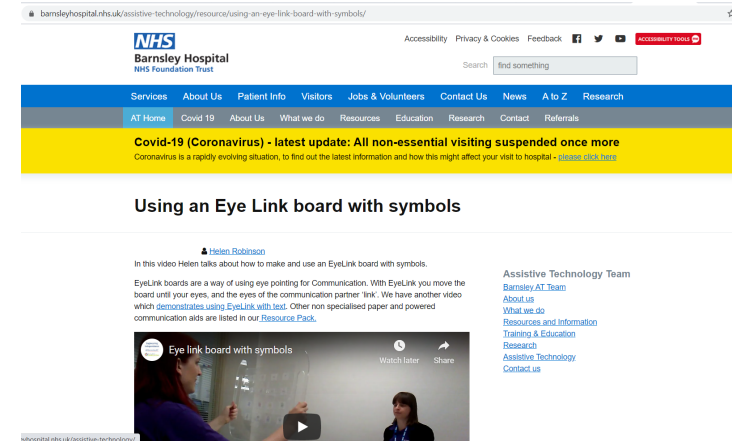 barnsleyhospital.nhs.uk/assistive-technology/resource/using-an-eye-link-board-with-symbols/
NHS
Barnsley Hospital
NHS Foundation Trust
Accessibility Privacy & Cookies Feedback
ACCESSIBILITY TOOLS
Search find something
Services About Us Patient Info Visitors Jobs & Volunteers Contact Us News A to Z Research
AT Home Covid 19 About Us What we do Resources Education Research Contact Referrals
Covid-19 (Coronavirus) - latest update: All non-essential visiting suspended once more
Coronavirus is a rapidly evolving situation, to find out the latest information and how this might affect your visit to hospital - please click here
Using an Eye Link board with symbols
Helen Robinson
In this video Helen talks about how to make and use an EyeLink board with symbols.
EyeLink boards are a way of using eye pointing for Communication. With EyeLink you move the
board until your eyes, and the eyes of the communication partner 'link'. We have another video
which demonstrates using EyeLink with text. Other non specialised paper and powered
communication aids are listed in our Resource Pack.
Eye link board with symbols
Watch later Share
Assistive Technology Team
Barnsley AT Team
About us
What we do
Resources and Information
Training & Education
Research
Assistive Technology
Contact us
hospital.nhs.uk/assistive-technology/